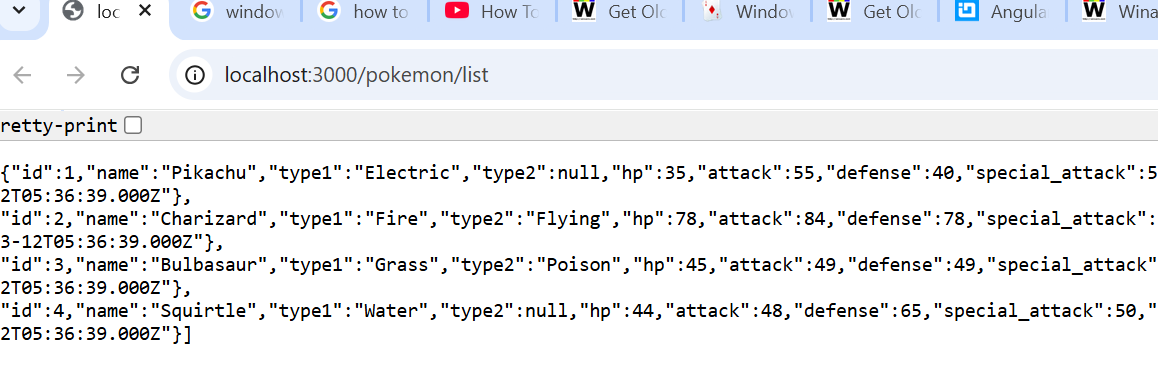 loc
window
how to
How To
Get Old
Window
Get Old
Angula
Wina
localhost:3000/pokemon/list
retty-print
{"id":1,"name":"Pikachu","type1":"Electric","type2":null,"hp":35,"attack":55,"defense":40,"special_attack":5
2T05:36:39.000Z"},
"id":2,"name":"Charizard","type1":"Fire","type2":"Flying","hp":78,"attack":84,"defense":78,"special_attack":
3-12T05:36:39.000Z"},
"id":3,"name":"Bulbasaur","type1":"Grass","type2":"Poison","hp":45,"attack":49,"defense":49,"special_attack"
2T05:36:39.000Z"},
"id":4,"name":"Squirtle","type1":"Water","type2":null,"hp":44,"attack":48,"defense":65,"special_attack":50,"
2T05:36:39.000Z"}]